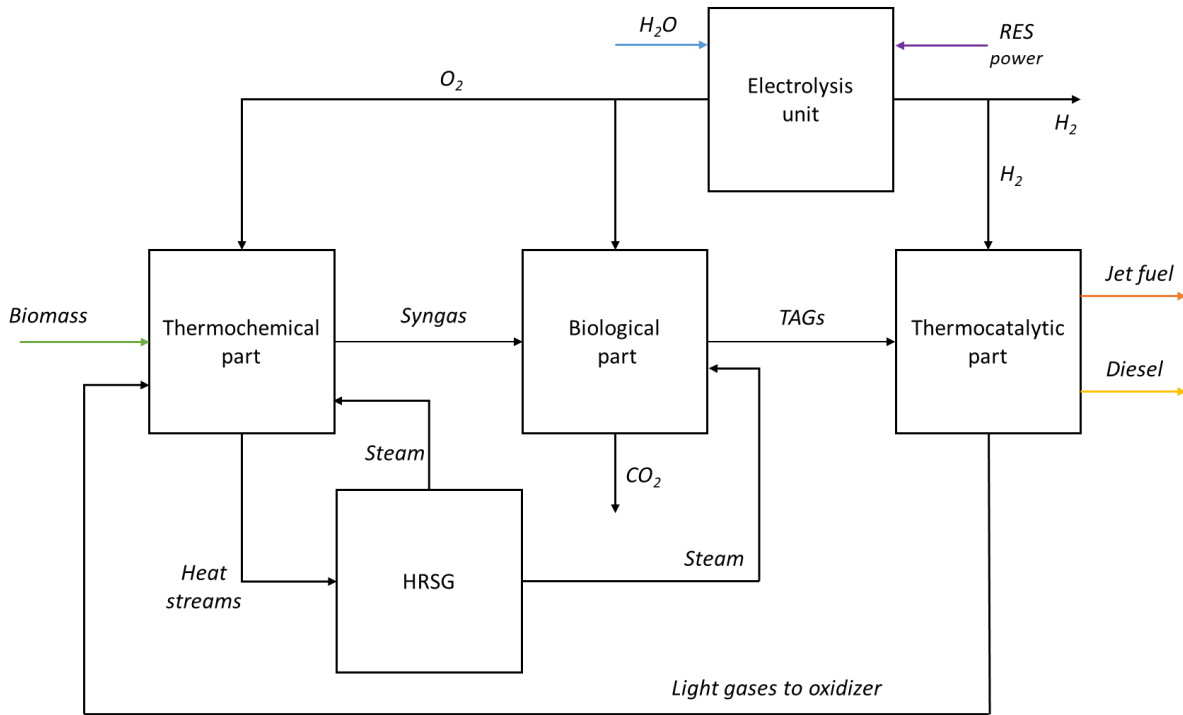 H₂O
RES
power
O₂
Electrolysis
unit
H₂
H₂
Jet fuel
Biomass
Syngas
TAGs
Thermochemical
part
Biological
part
Thermocatalytic
part
Diesel
Steam
CO₂
Steam
Heat
streams
HRSG
Light gases to oxidizer